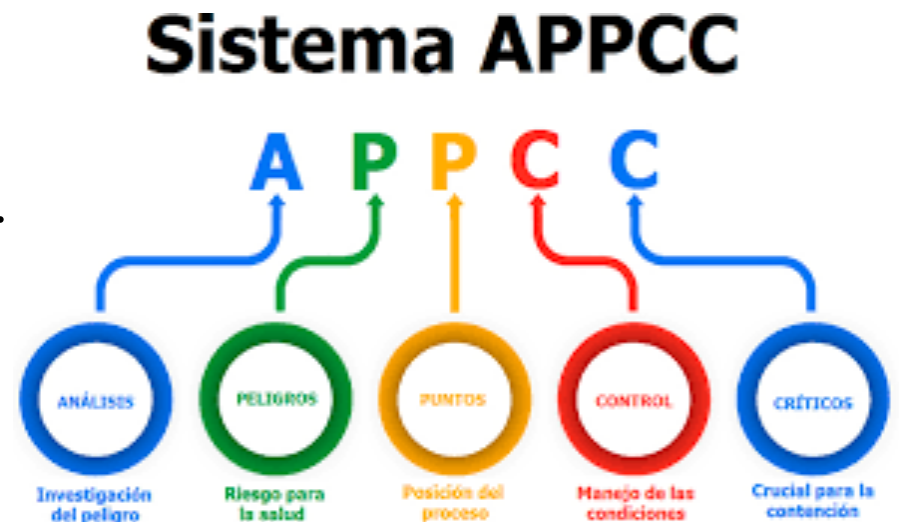 Sistema APPCC
A P P C C
ANÁLISIS
PELIGROS
PUNTOS
CONTROL
CRÍTICOS
Investigación
del peligro
Riesgo para
la salud
Posición del
proceso
Manejo de las
condiciones
Crucial para la
contención